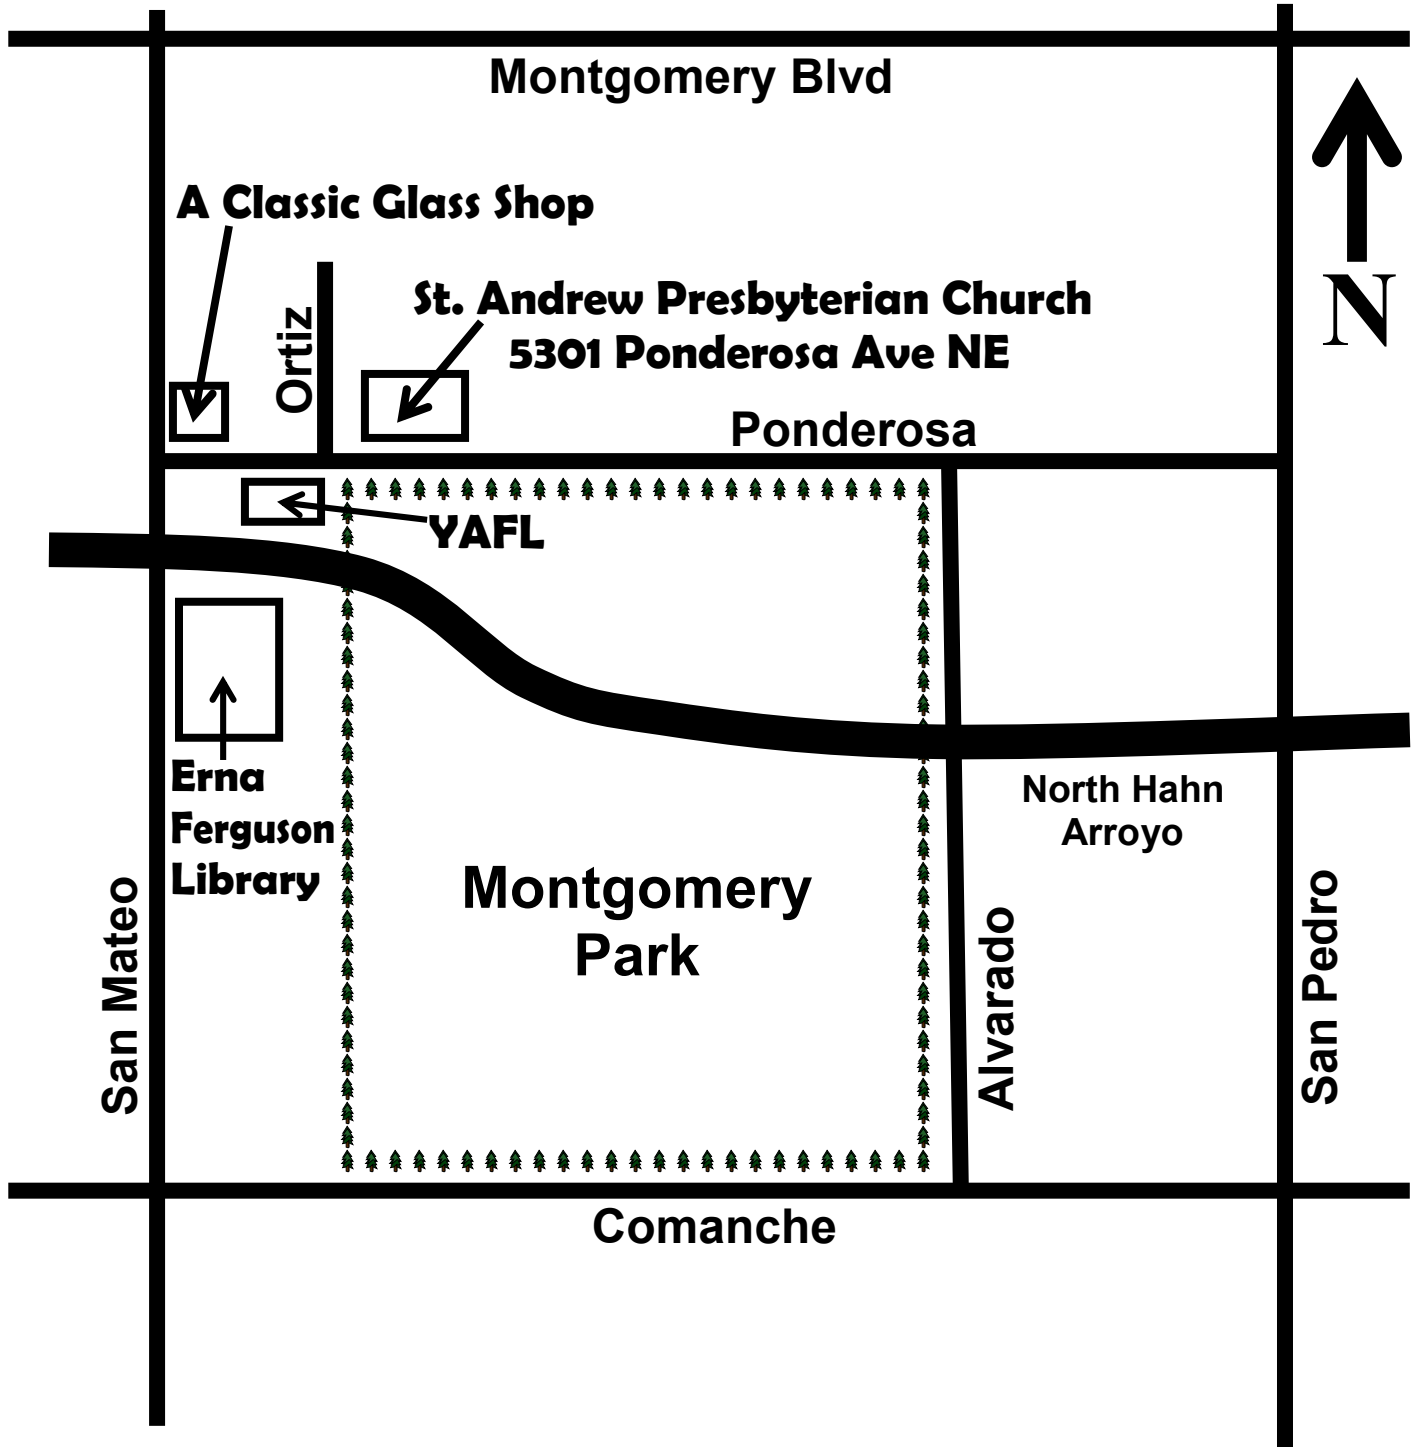 Montgomery Blvd
A Classic Glass Shop
N
St. Andrew Presbyterian Church
5301 Ponderosa Ave NE
Ortiz
Ponderosa
YAFL
Erna
Ferguson
Library
North Hahn
Arroyo
Montgomery
Park
San Mateo
Alvarado
San Pedro
Comanche